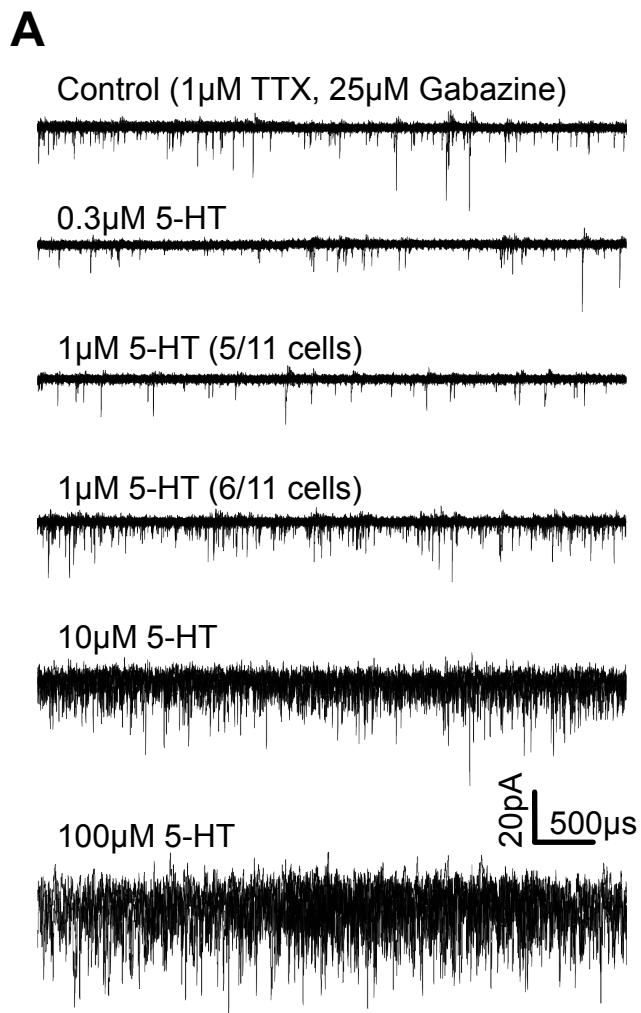 A
Control (1µM TTX, 25µM Gabazine)
0.3µM 5-HT
1µM 5-HT (5/11 cells)
1µM 5-HT (6/11 cells)
10µM 5-HT
20pA
500µs
100µM 5-HT